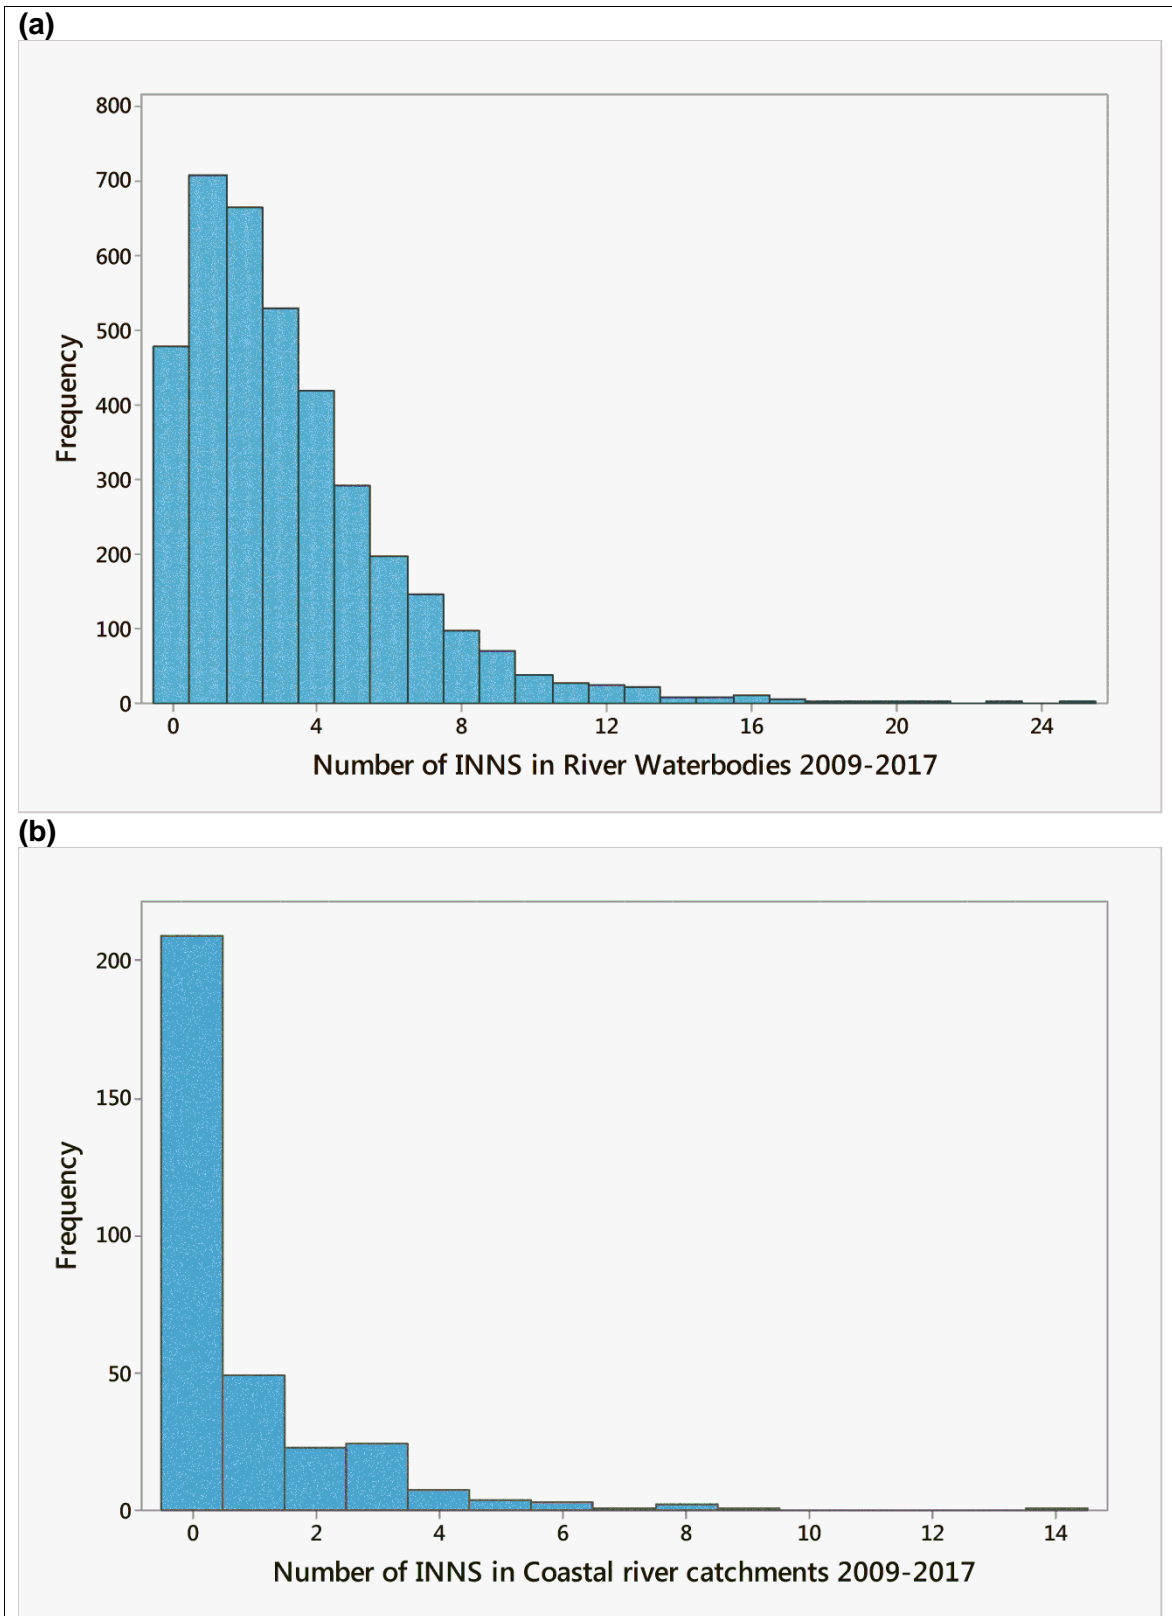 (a)
800
700
600
500
400
300
200
100
0
Frequency
0 4 8 12 16 20 24
Number of INNS in River Waterbodies 2009-2017
(b)
200
150
100
50
0
Frequency
0 2 4 6 8 10 12 14
Number of INNS in Coastal river catchments 2009-2017